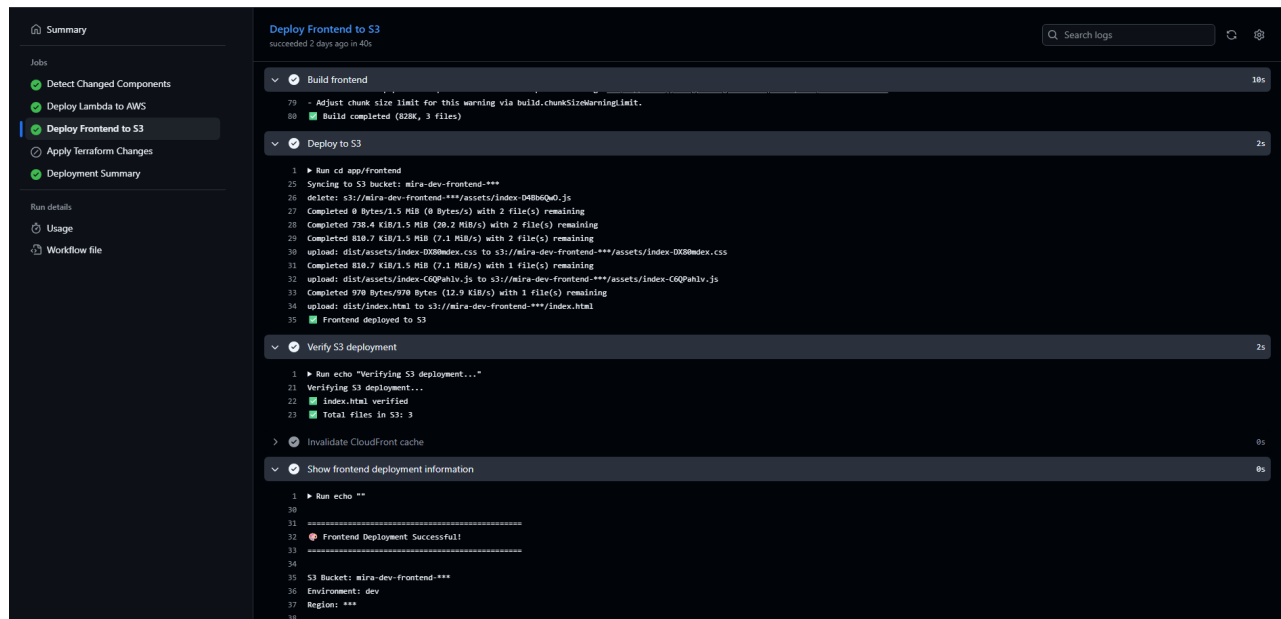 Summary
Jobs
Detect Changed Components
Deploy Lambda to AWS
Deploy Frontend to S3
Apply Terraform Changes
Deployment Summary
Run details
Usage
Workflow file
Deploy Frontend to S3
succeeded 2 days ago in 40s
Search logs
Build frontend 10s
79 - Adjust chunk size limit for this warning via build.chunkSizeWarningLimit.
80 ✅ Build completed (828K, 3 files)
Deploy to S3 2s
1 ▶ Run cd app/frontend
25 Syncing to S3 bucket: mira-dev-frontend-***
26 delete: s3://mira-dev-frontend-***/assets/index-D4Bb6QwO.js
27 Completed 0 Bytes/1.5 MiB (0 Bytes/s) with 2 file(s) remaining
28 Completed 738.4 KiB/1.5 MiB (20.2 MiB/s) with 2 file(s) remaining
29 Completed 810.7 KiB/1.5 MiB (7.1 MiB/s) with 2 file(s) remaining
30 upload: dist/assets/index-DX80mdex.css to s3://mira-dev-frontend-***/assets/index-DX80mdex.css
31 Completed 810.7 KiB/1.5 MiB (7.1 MiB/s) with 1 file(s) remaining
32 upload: dist/assets/index-C6QPahlv.js to s3://mira-dev-frontend-***/assets/index-C6QPahlv.js
33 Completed 970 Bytes/970 Bytes (12.9 KiB/s) with 1 file(s) remaining
34 upload: dist/index.html to s3://mira-dev-frontend-***/index.html
35 ✅ Frontend deployed to S3
Verify S3 deployment 2s
1 ▶ Run echo "Verifying S3 deployment..."
21 Verifying S3 deployment...
22 ✅ index.html verified
23 ✅ Total files in S3: 3
Invalidate CloudFront cache 0s
Show frontend deployment information 0s
1 ▶ Run echo ""
30
31 ================================================
32 🎨 Frontend Deployment Successful!
33 ================================================
34
35 S3 Bucket: mira-dev-frontend-***
36 Environment: dev
37 Region: ***
38